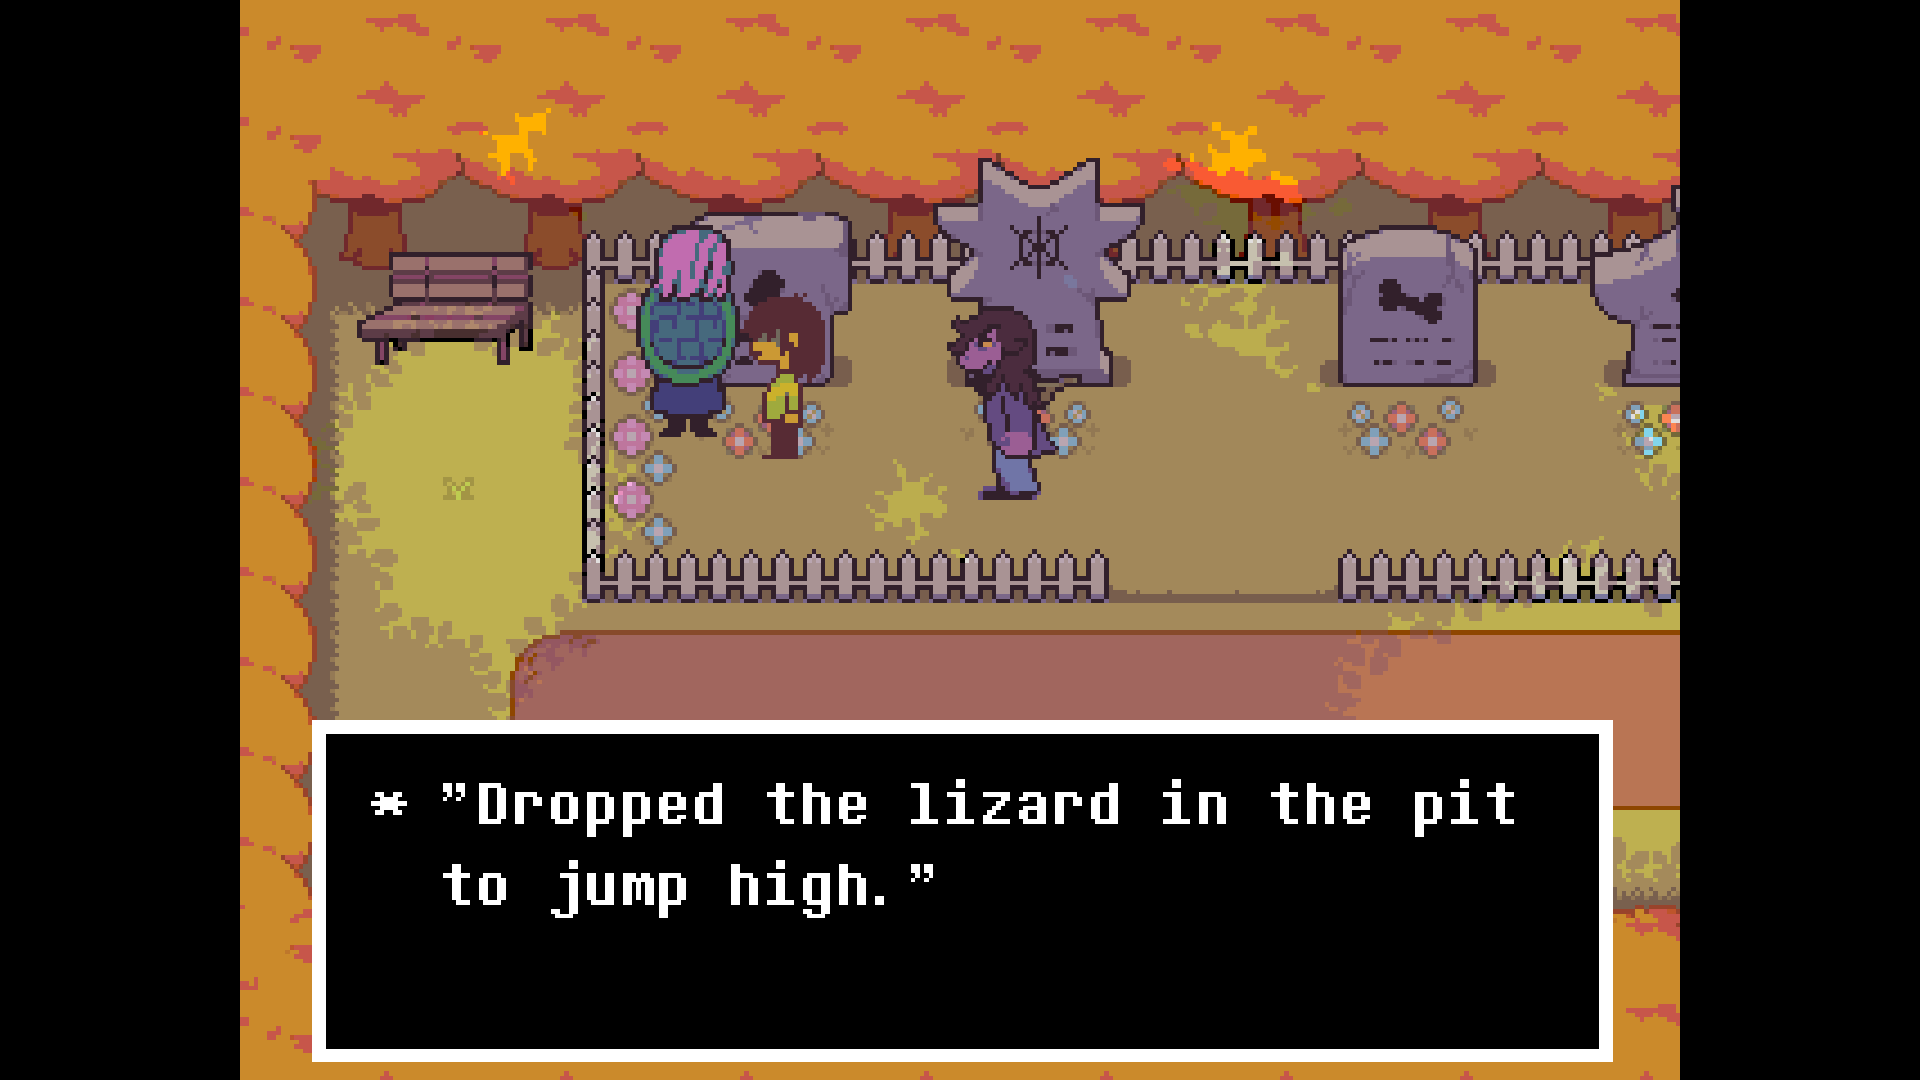 * ”Dropped the lizard in the pit
to jump high.”